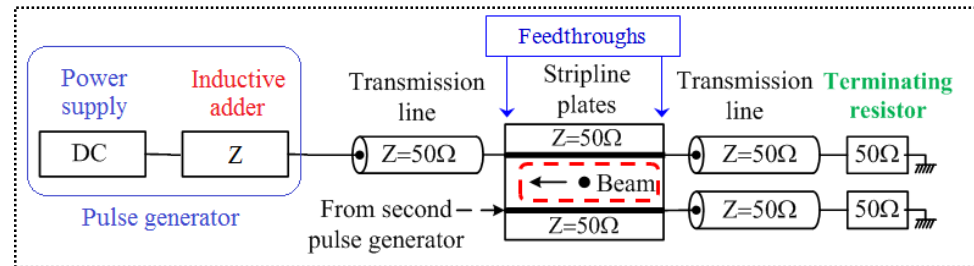 Feedthroughs
Power
supply
Inductive
adder
Transmission
line
Stripline
plates
Transmission
line
Terminating
resistor
DC
Z
Z=50Ω
Z=50Ω
Z=50Ω
50Ω
Beam
Pulse generator
From second
pulse generator
Z=50Ω
Z=50Ω
50Ω